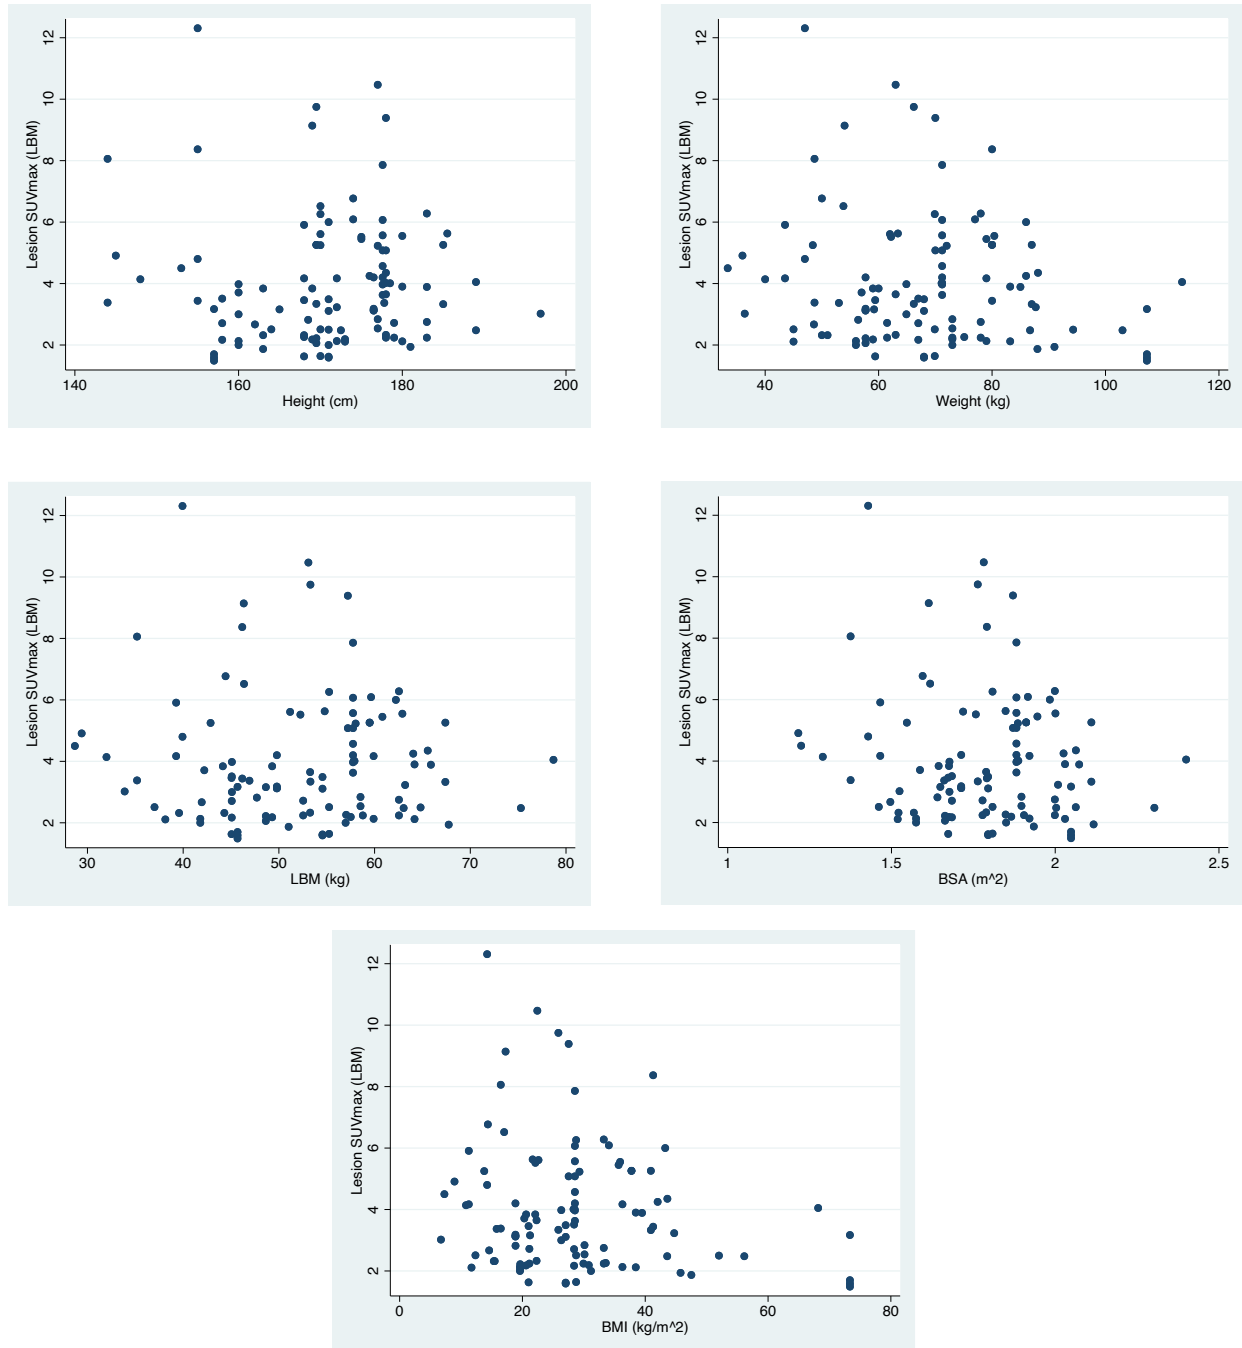 Lesion SUVmax (LBM)
12
10
8
6
4
2
140 160 180 200
Height (cm)
Lesion SUVmax (LBM)
12
10
8
6
4
2
40 60 80 100 120
Weight (kg)
Lesion SUVmax (LBM)
12
10
8
6
4
2
30 40 50 60 70 80
LBM (kg)
Lesion SUVmax (LBM)
12
10
8
6
4
2
1 1.5 2 2.5
BSA (m^2)
Lesion SUVmax (LBM)
12
10
8
6
4
2
0 20 40 60 80
BMI (kg/m^2)